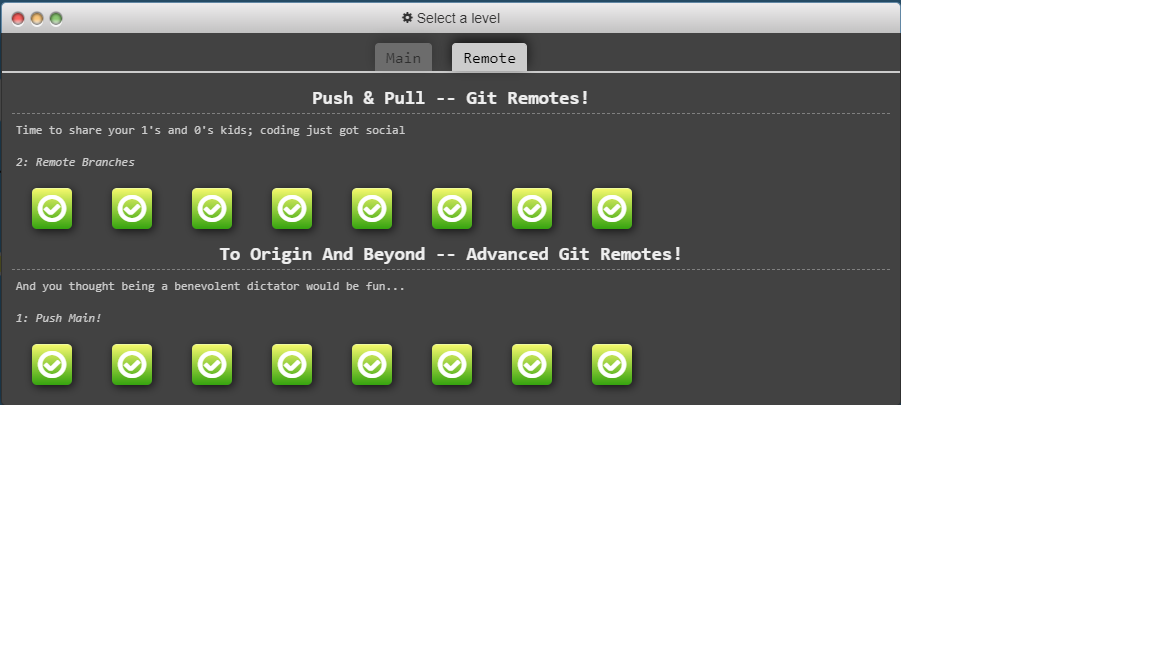 Select a level
Main
Remote
Push & Pull -- Git Remotes!
Time to share your 1's and 0's kids; coding just got social
2: Remote Branches
To Origin And Beyond -- Advanced Git Remotes!
And you thought being a benevolent dictator would be fun...
1: Push Main!